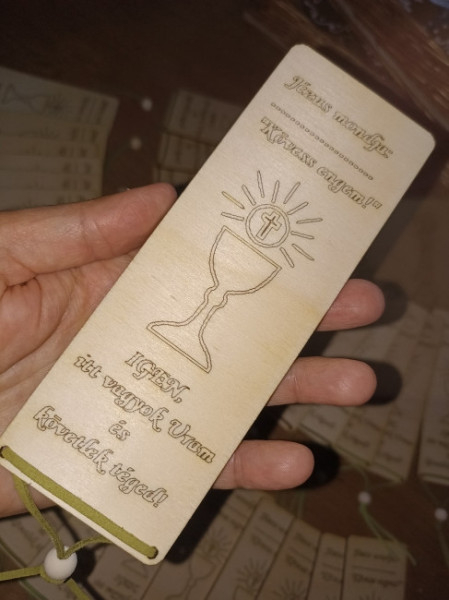 Jézus mondja:
"Kövess engem!"
IGEN,
itt vagyok Uram
és
követlek téged!